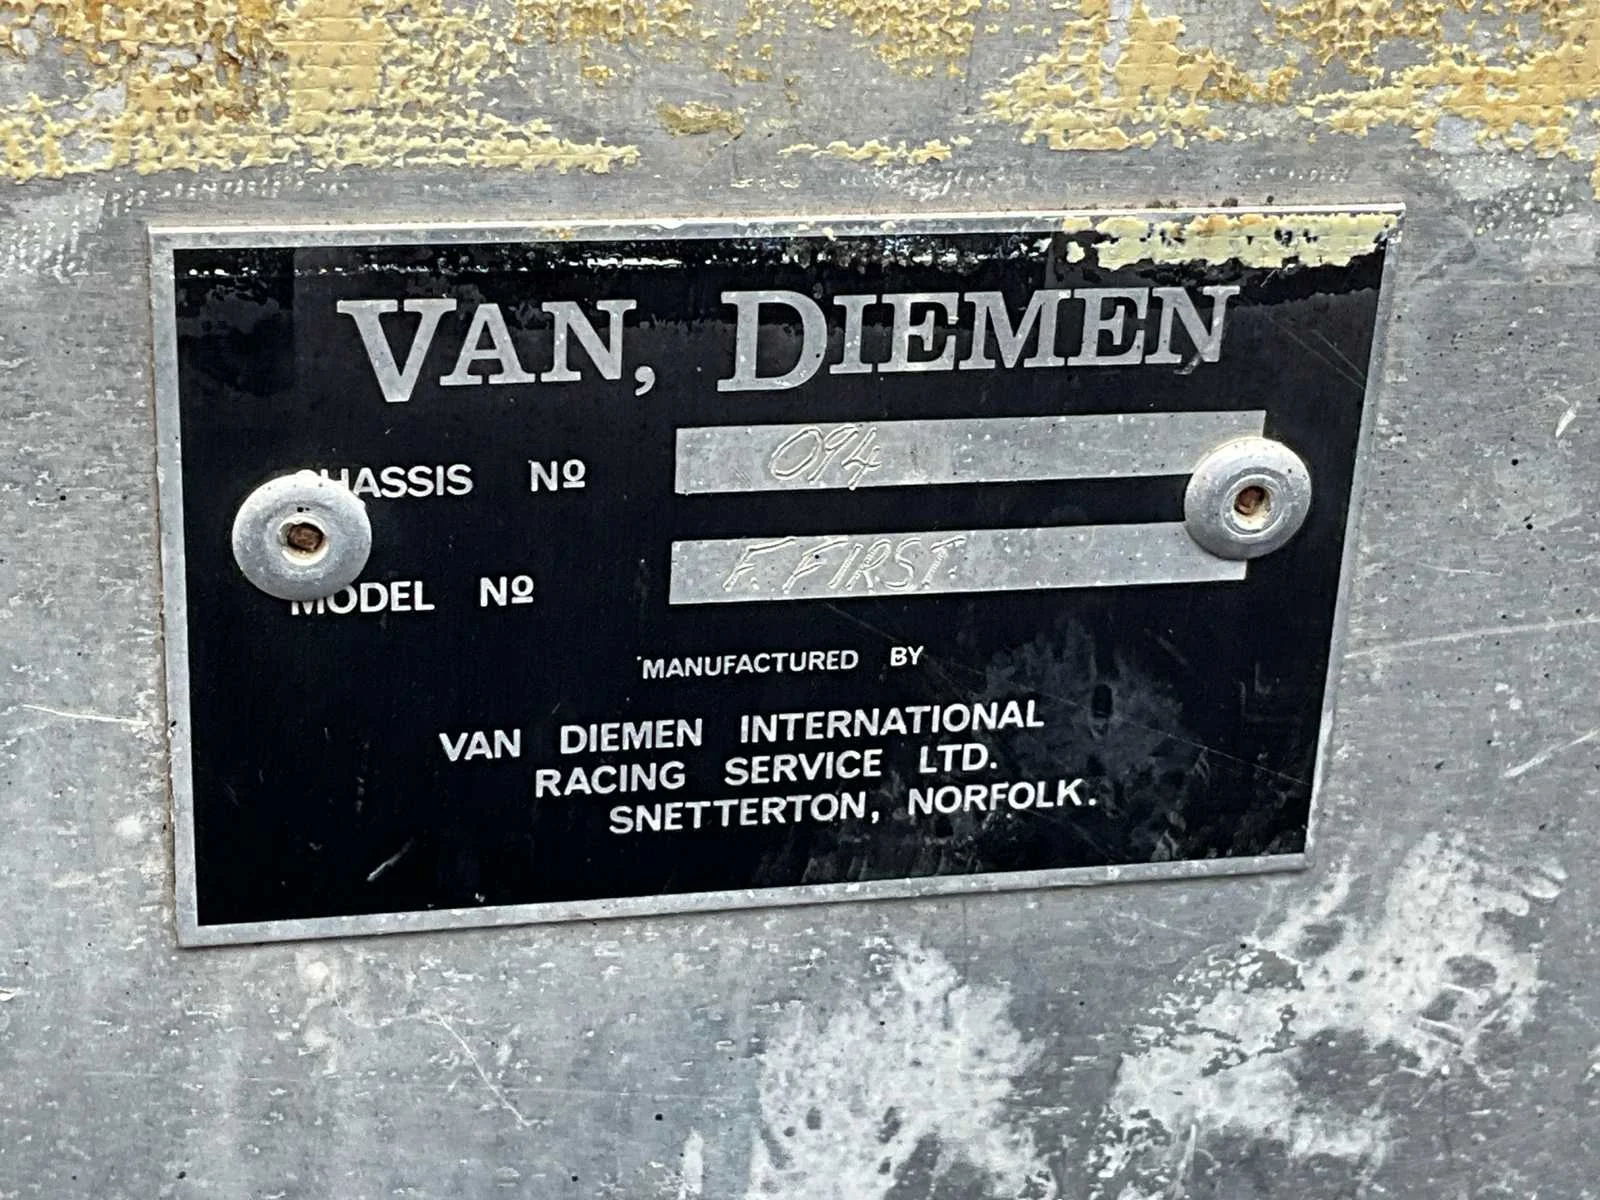 VAN, DIEMEN
CHASSIS Nº 094
MODEL Nº F. FIRST.
MANUFACTURED BY
VAN DIEMEN INTERNATIONAL
RACING SERVICE LTD.
SNETTERTON, NORFOLK.